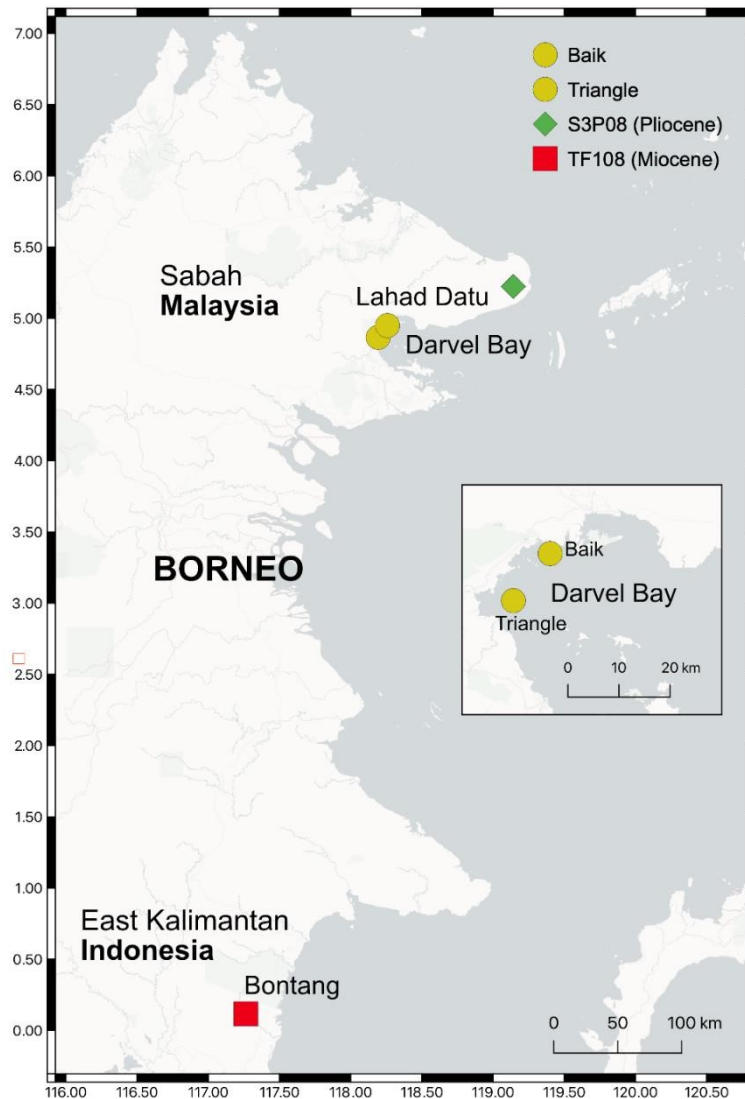 7.00
6.50
6.00
5.50
5.00
4.50
4.00
3.50
3.00
2.50
2.00
1.50
1.00
0.50
0.00
Baik
Triangle
S3P08 (Pliocene)
TF108 (Miocene)
Sabah
Malaysia
Lahad Datu
Darvel Bay
BORNEO
Baik
Darvel Bay
Triangle
0 10 20 km
East Kalimantan
Indonesia
Bontang
0 50 100 km
116.00 116.50 117.00 117.50 118.00 118.50 119.00 119.50 120.00 120.50